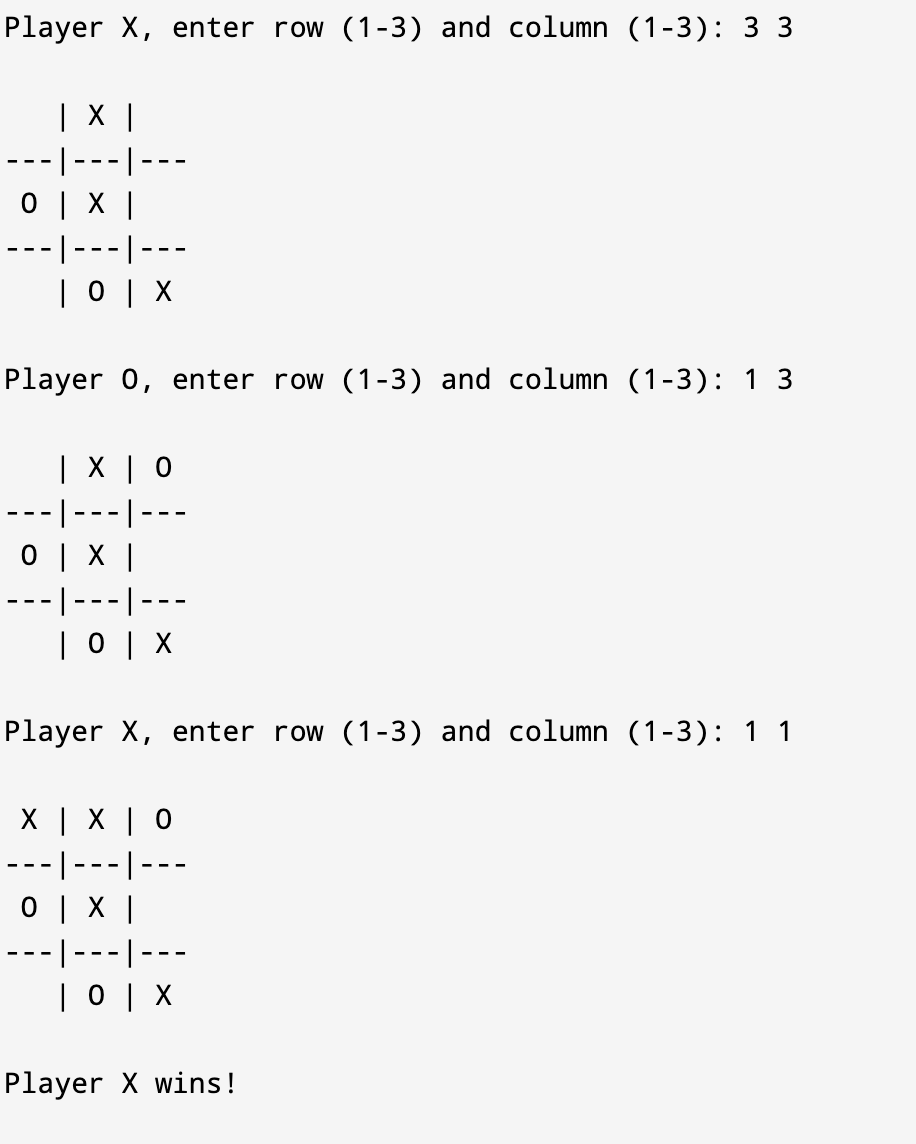 Player X, enter row (1-3) and column (1-3): 3 3
   | X |
---|---|---
 O | X |
---|---|---
   | O | X
Player O, enter row (1-3) and column (1-3): 1 3
   | X | O
---|---|---
 O | X |
---|---|---
   | O | X
Player X, enter row (1-3) and column (1-3): 1 1
 X | X | O
---|---|---
 O | X |
---|---|---
   | O | X
Player X wins!